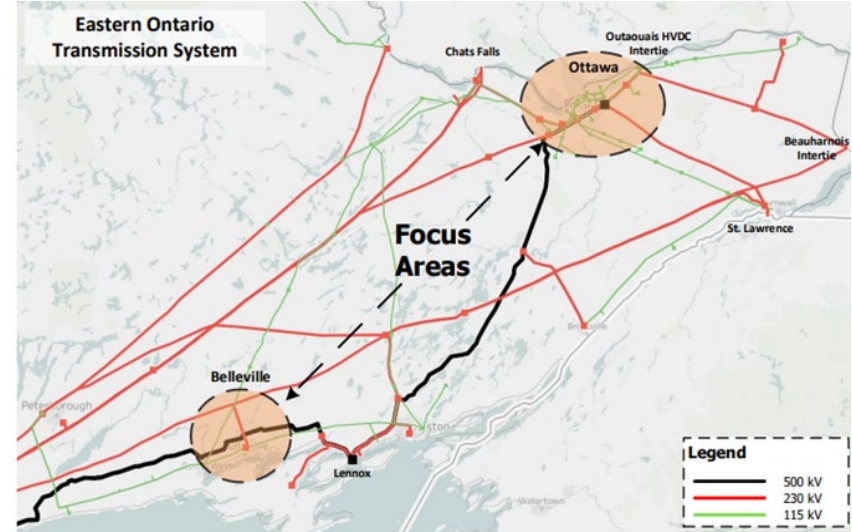 Eastern Ontario
Transmission System
Chats Falls
Outaouais HVDC
Intertie
Ottawa
Beauharnois
Intertie
St. Lawrence
Focus
Areas
Belleville
Peterborough
Lennox
Watertown
Legend
500 kV
230 kV
115 kV